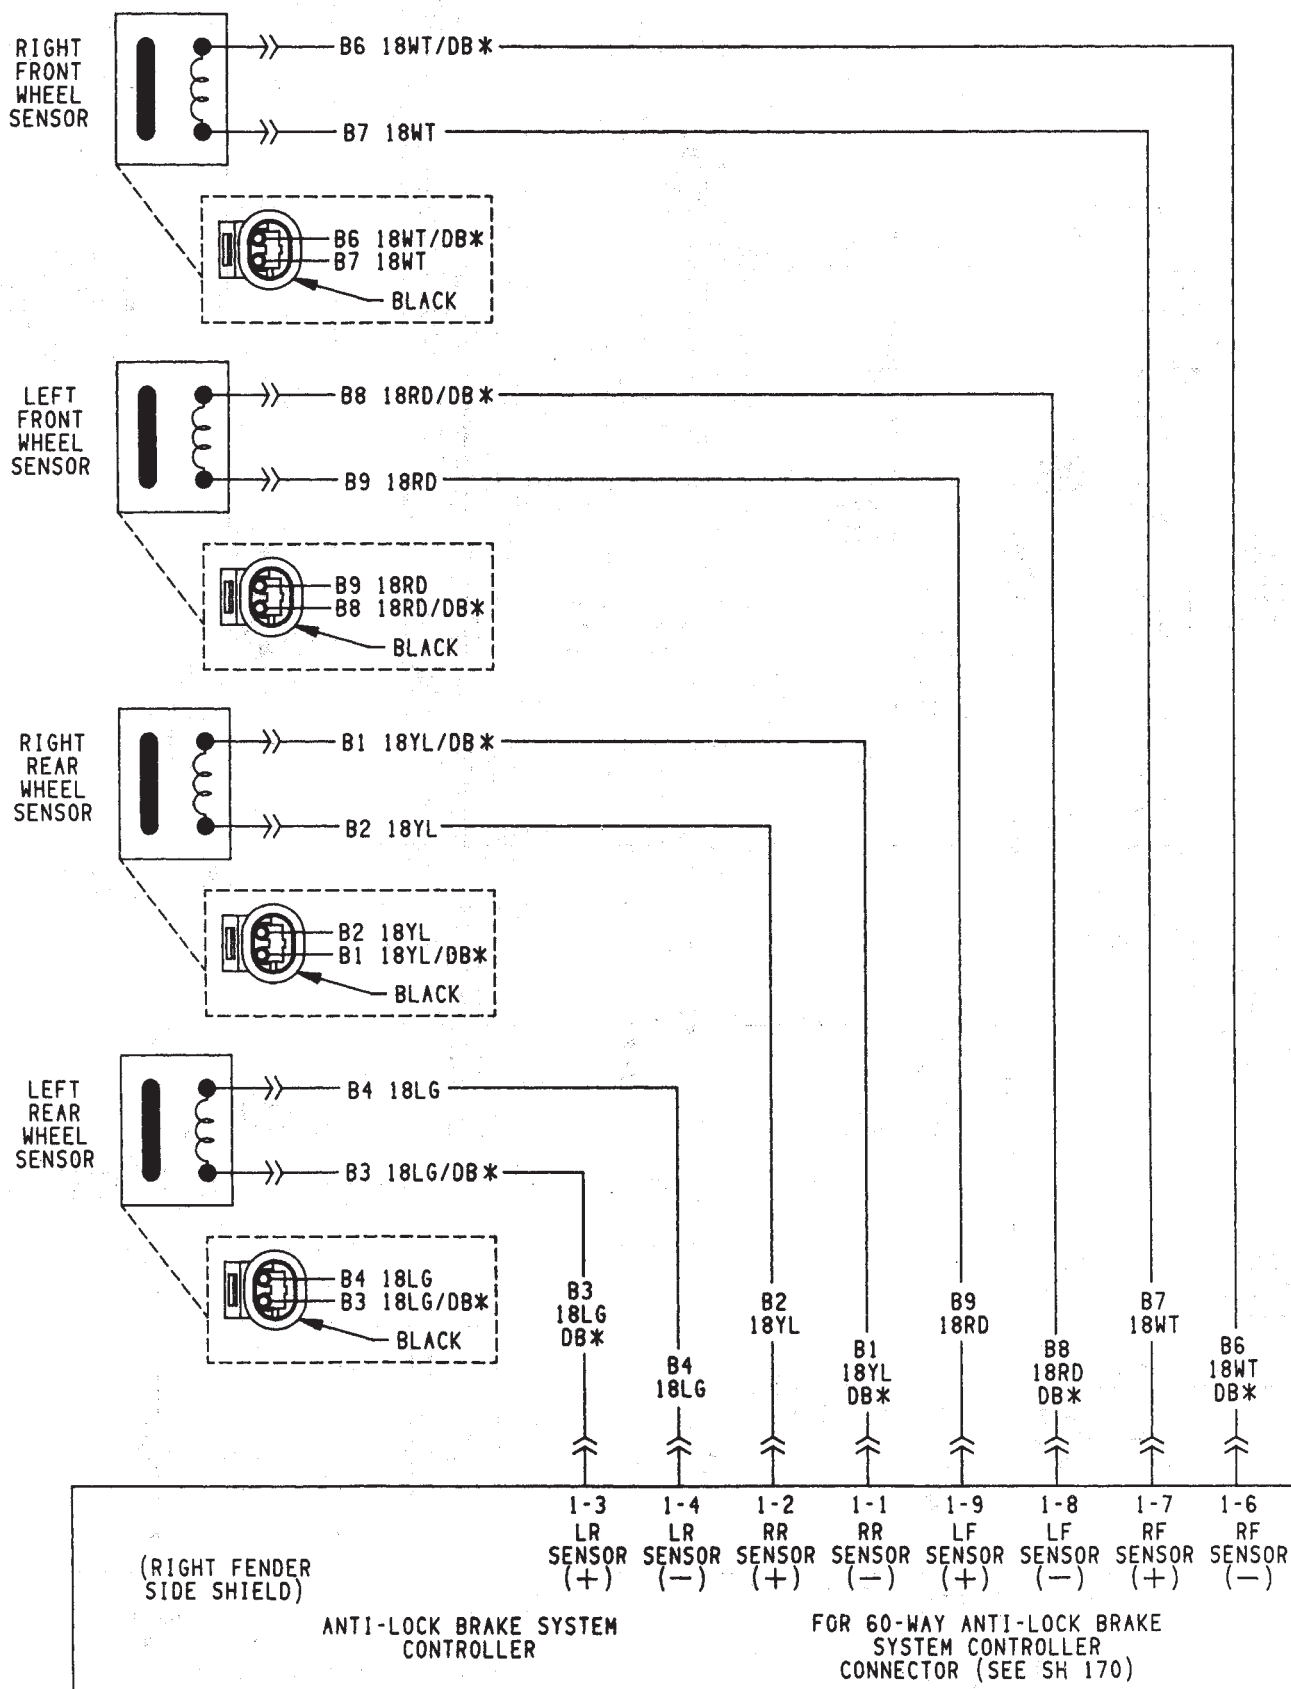 RIGHT
FRONT
WHEEL
SENSOR
B6 18WT/DB*
B7 18WT
B6 18WT/DB*
B7 18WT
BLACK
LEFT
FRONT
WHEEL
SENSOR
B8 18RD/DB*
B9 18RD
B9 18RD
B8 18RD/DB*
BLACK
RIGHT
REAR
WHEEL
SENSOR
B1 18YL/DB*
B2 18YL
B2 18YL
B1 18YL/DB*
BLACK
LEFT
REAR
WHEEL
SENSOR
B4 18LG
B3 18LG/DB*
B4 18LG
B3 18LG/DB*
BLACK
B3
18LG
DB*
B4
18LG
B2
18YL
B1
18YL
DB*
B9
18RD
B8
18RD
DB*
B7
18WT
B6
18WT
DB*
1-3
LR
SENSOR
(+)
1-4
LR
SENSOR
(-)
1-2
RR
SENSOR
(+)
1-1
RR
SENSOR
(-)
1-9
LF
SENSOR
(+)
1-8
LF
SENSOR
(-)
1-7
RF
SENSOR
(+)
1-6
RF
SENSOR
(-)
(RIGHT FENDER
SIDE SHIELD)
ANTI-LOCK BRAKE SYSTEM
CONTROLLER
FOR 60-WAY ANTI-LOCK BRAKE
SYSTEM CONTROLLER
CONNECTOR (SEE SH 170)